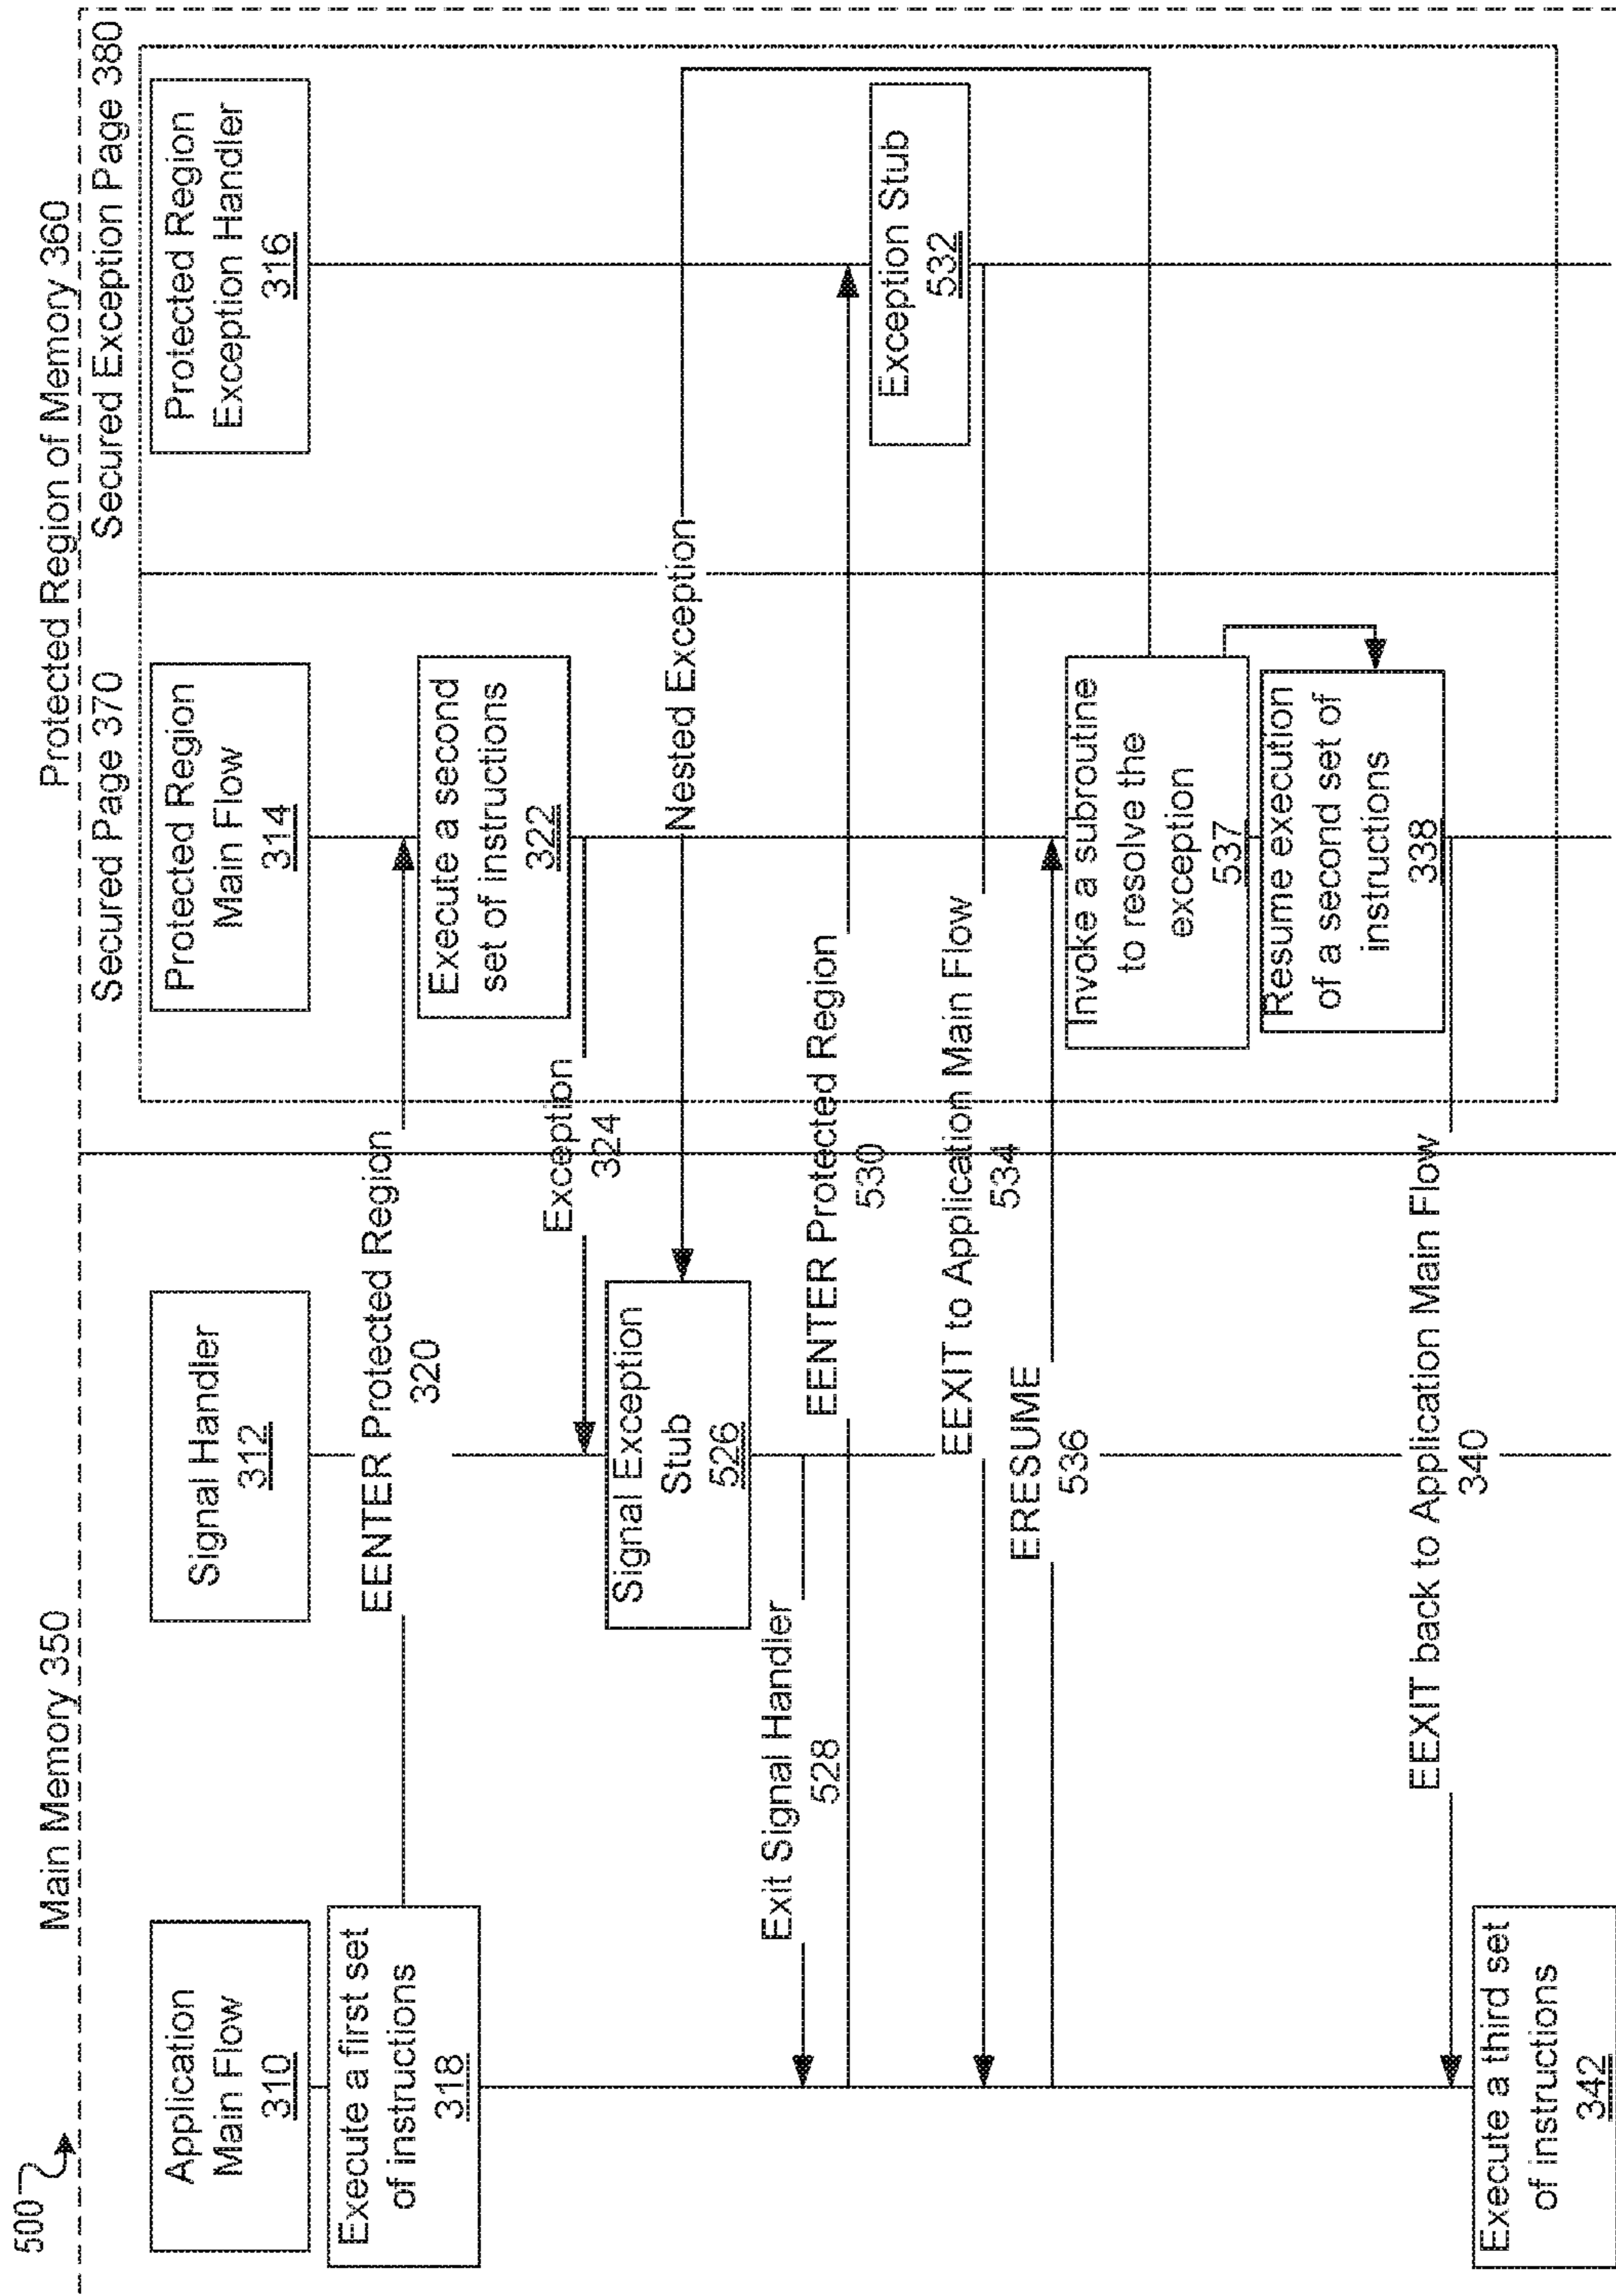 500
Main Memory 350
Protected Region of Memory 360
Secured Page 370
Secured Exception Page 380
Application
Main Flow
310
Signal Handler
312
Protected Region
Main Flow
314
Protected Region
Exception Handler
316
Execute a first set
of instructions
318
EENTER Protected Region
320
Execute a second
set of instructions
322
Exception
324
Signal Exception
Stub
526
Nested Exception
Exit Signal Handler
528
EENTER Protected Region
530
Exception Stub
532
EEXIT to Application Main Flow
534
ERESUME
536
Invoke a subroutine
to resolve the
exception
537
Resume execution
of a second set of
instructions
338
EEXIT back to Application Main Flow
340
Execute a third set
of instructions
342